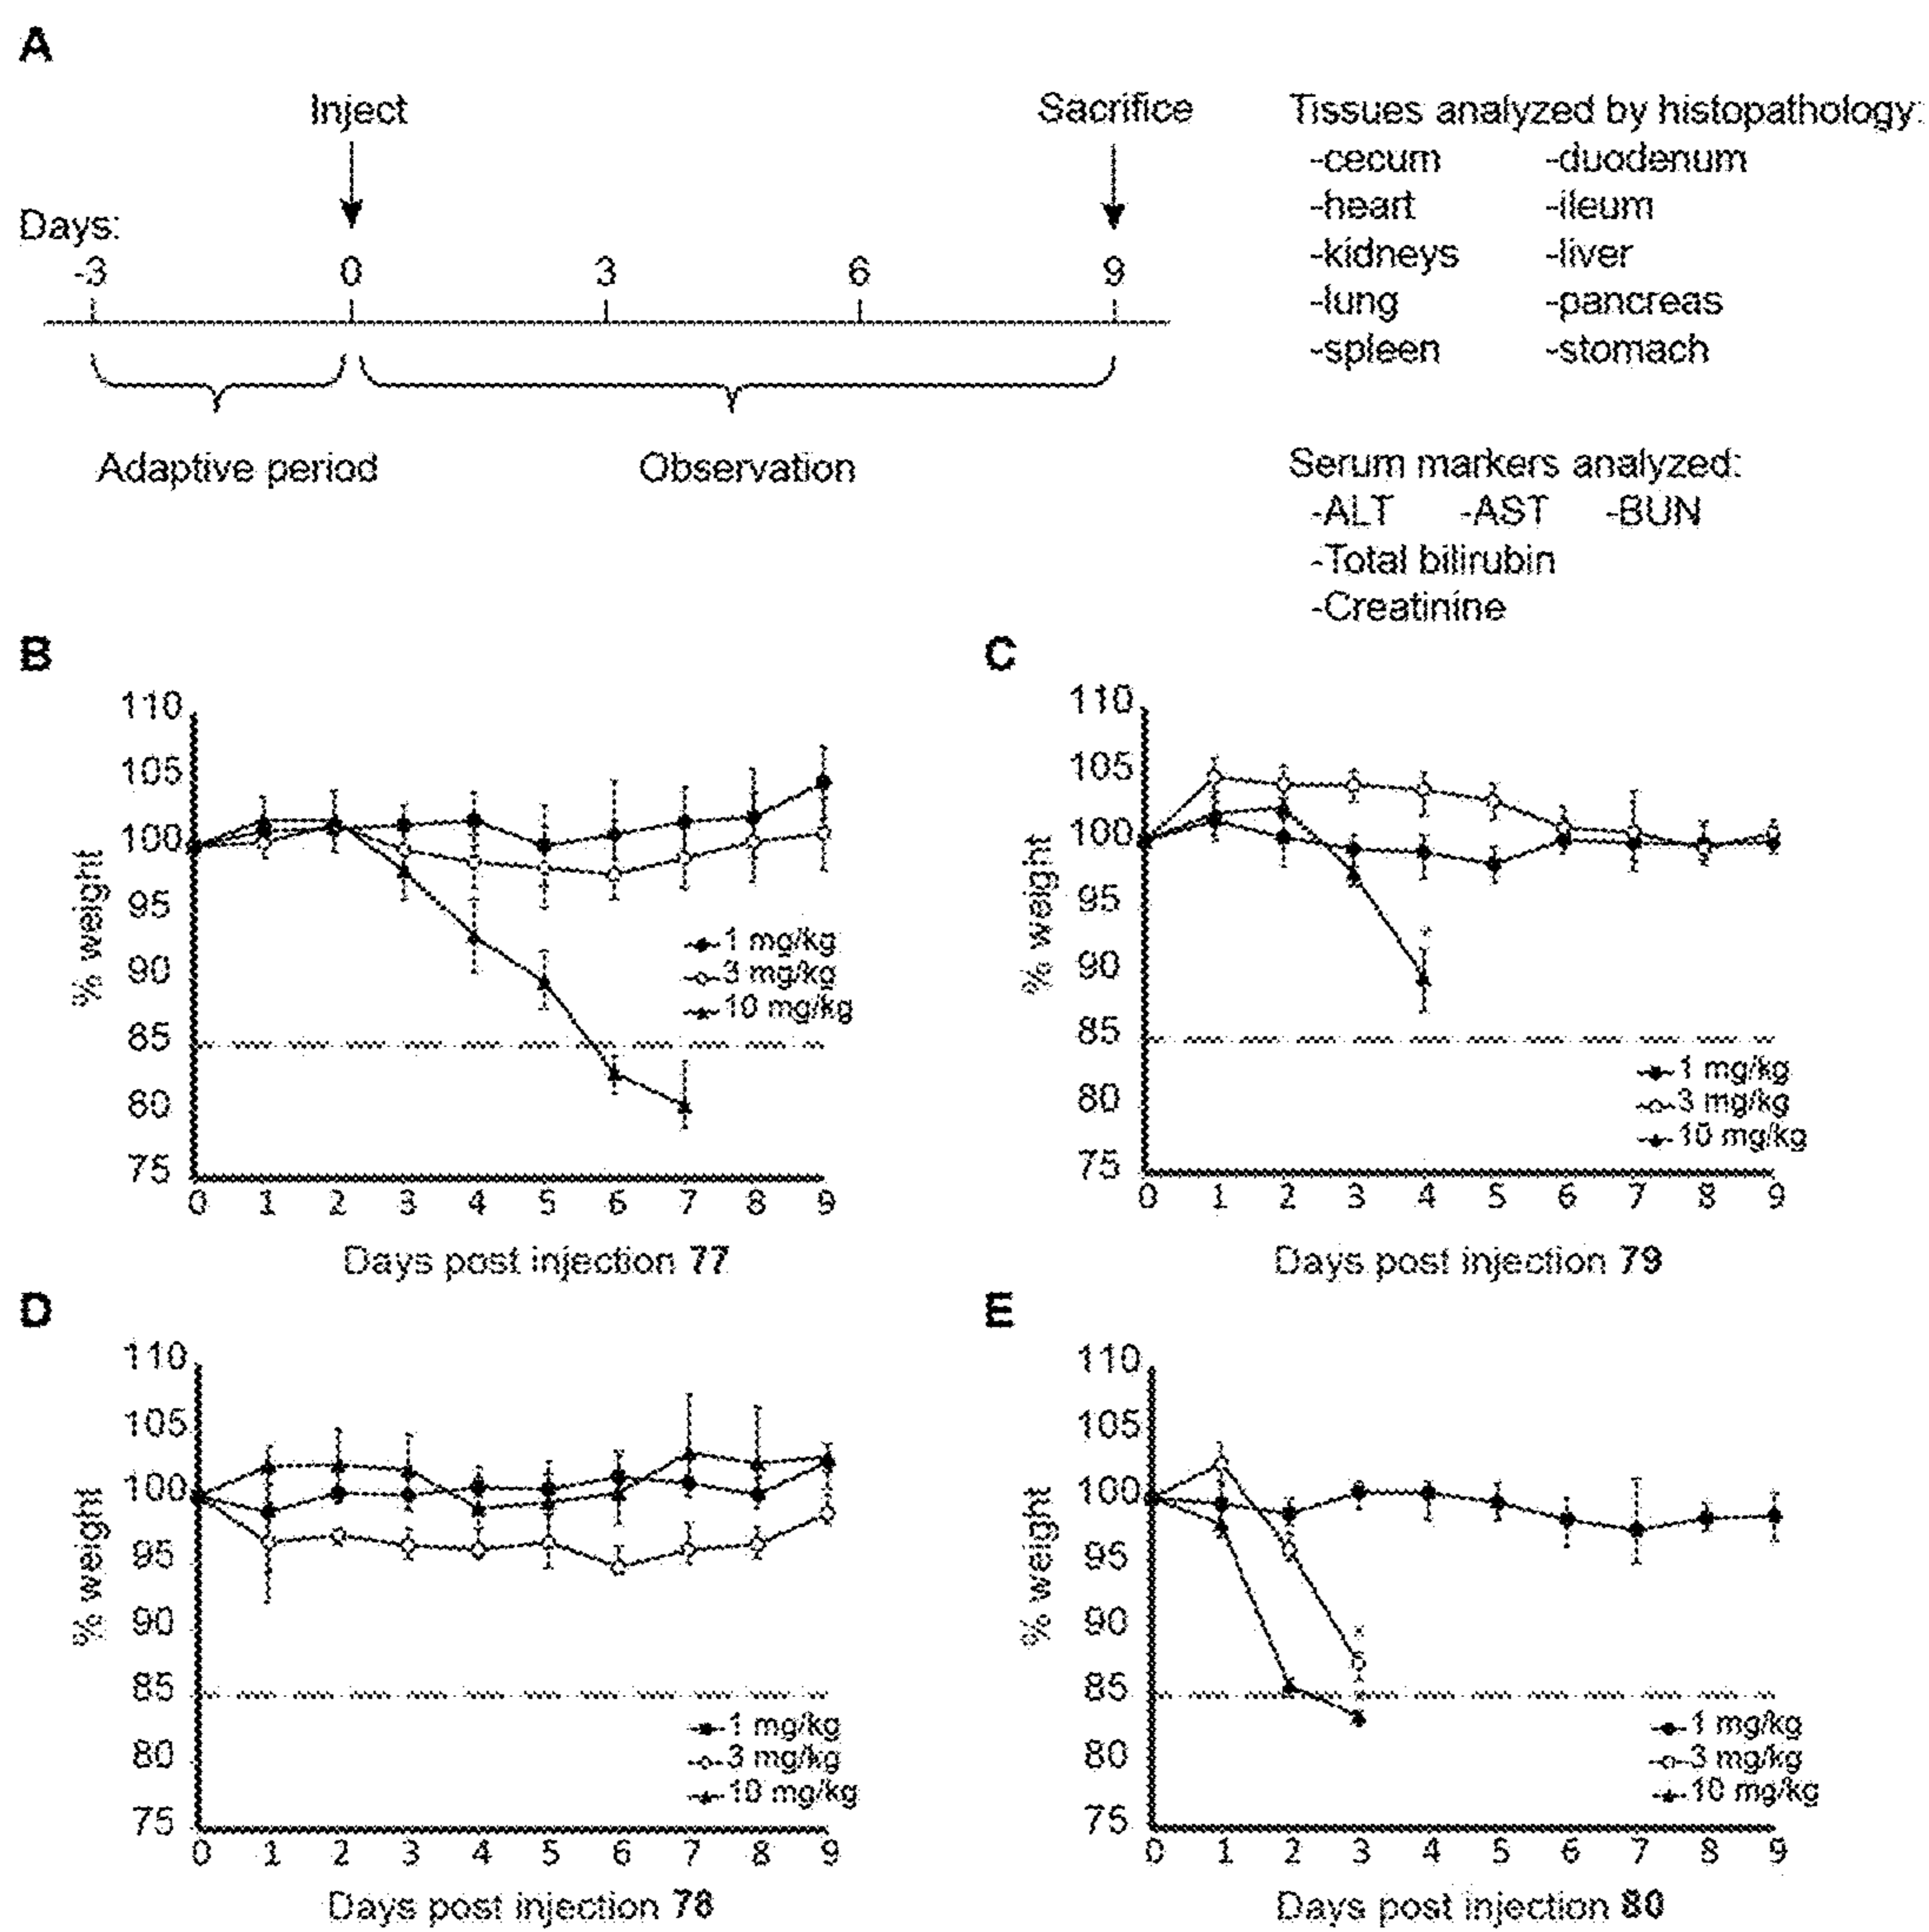 A
Inject
Sacrifice
Days:
-3 0 3 6 9
Adaptive period
Observation
Tissues analyzed by histopathology:
-cecum -duodenum
-heart -ileum
-kidneys -liver
-lung -pancreas
-spleen -stomach
Serum markers analyzed:
-ALT -AST -BUN
-Total bilirubin
-Creatinine
B
110
105
100
95
90
85
80
75
% weight
1 mg/kg
3 mg/kg
10 mg/kg
0 1 2 3 4 5 6 7 8 9
Days post injection 77
C
110
105
100
95
90
85
80
75
% weight
1 mg/kg
3 mg/kg
10 mg/kg
0 1 2 3 4 5 6 7 8 9
Days post injection 79
D
110
105
100
95
90
85
80
75
% weight
1 mg/kg
3 mg/kg
10 mg/kg
0 1 2 3 4 5 6 7 8 9
Days post injection 78
E
110
105
100
95
90
85
80
75
% weight
1 mg/kg
3 mg/kg
10 mg/kg
0 1 2 3 4 5 6 7 8 9
Days post injection 80